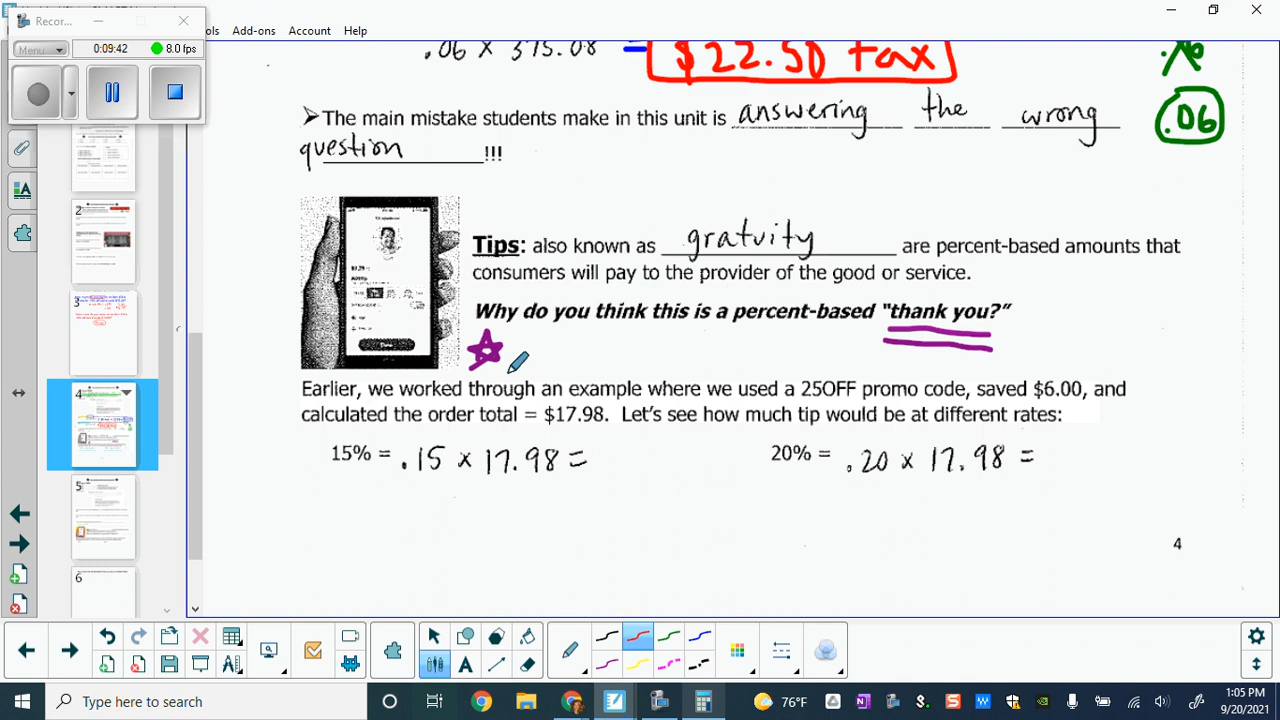 Recor...
Menu
00:09:42
8.0 fps
ols Add-ons Account Help
.06 x 375.08 = $22.50 tax
.06
The main mistake students make in this unit is answering the wrong
question !!!
Tips: also known as gratuity are percent-based amounts that
consumers will pay to the provider of the good or service.
Why do you think this is a percent-based "thank you?"
Earlier, we worked through an example where we used a 25OFF promo code, saved $6.00, and
calculated the order total = $17.98. Let's see how much tip would be at different rates:
15% = .15 x 17.98 =
20% = .20 x 17.98 =
4
2
3
4
5
6
Type here to search
76°F
1:05 PM
9/20/2021